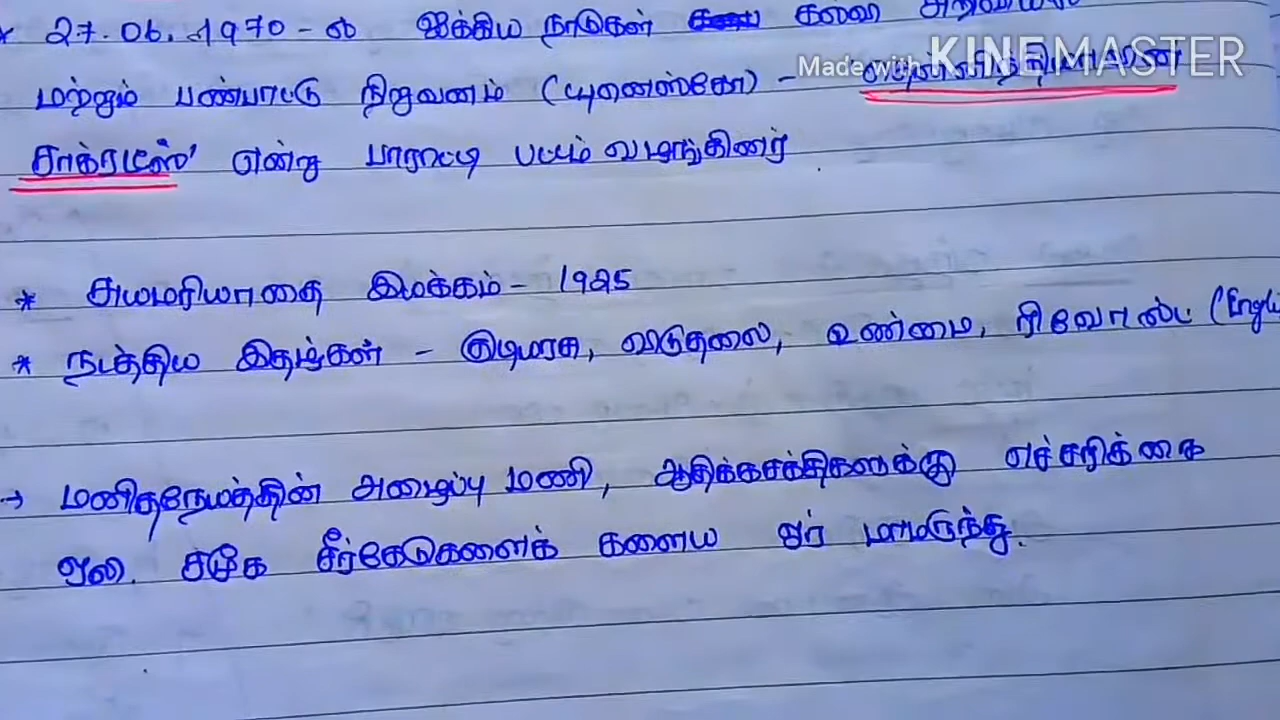 * 27.06.1970 - ல் ஐக்கிய நாடுகள் கல்வி அறிவியல்
Made with KINEMASTER
மற்றும் பண்பாட்டு நிறுவனம் (யுனெஸ்கோ) -
சாக்ரடீஸ்' என்று பாராட்டி பட்டம் வழங்கினர்
* சுயமரியாதை இயக்கம் - 1925
* நடத்திய இதழ்கள் - குடியரசு, விடுதலை, உண்மை, ரிவோல்ட் (Engli
→ மனிதநேயத்தின் அழைப்பு மணி, ஆதிக்கசக்திகளுக்கு எச்சரிக்கை
ஒலி. சமூக சீர்கேடுகளைக் களைய ஓர் மாமருந்து.